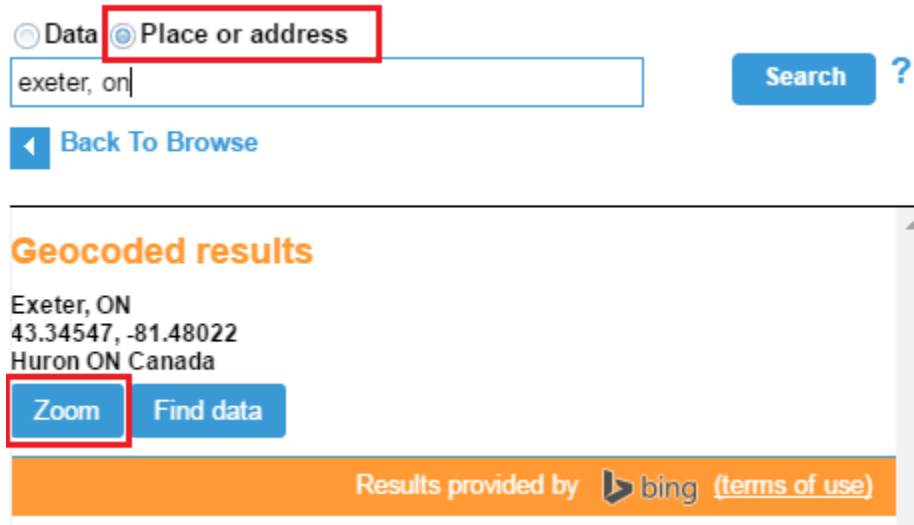 Data Place or address
exeter, on
Search ?
Back To Browse
Geocoded results
Exeter, ON
43.34547, -81.48022
Huron ON Canada
Zoom Find data
Results provided by bing (terms of use)